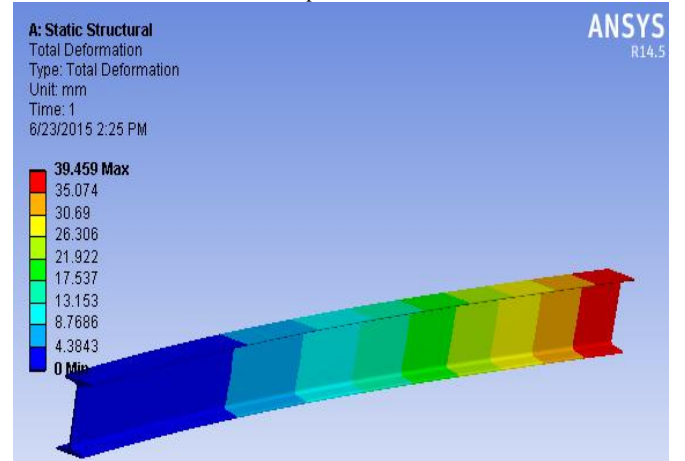 A: Static Structural
Total Deformation
Type: Total Deformation
Unit: mm
Time: 1
6/23/2015 2:25 PM
ANSYS
R14.5
39.459 Max
35.074
30.69
26.306
21.922
17.537
13.153
8.7686
4.3843
0 Min